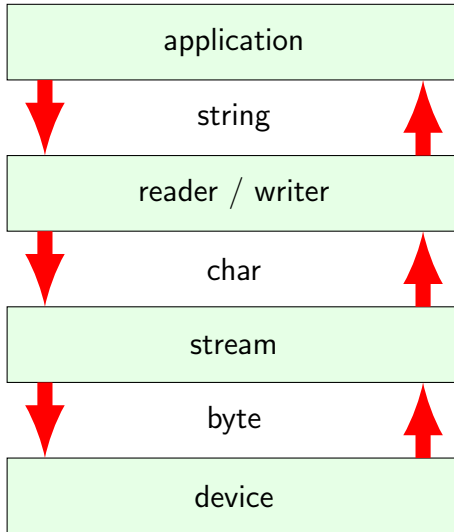 application
string
reader / writer
char
stream
byte
device